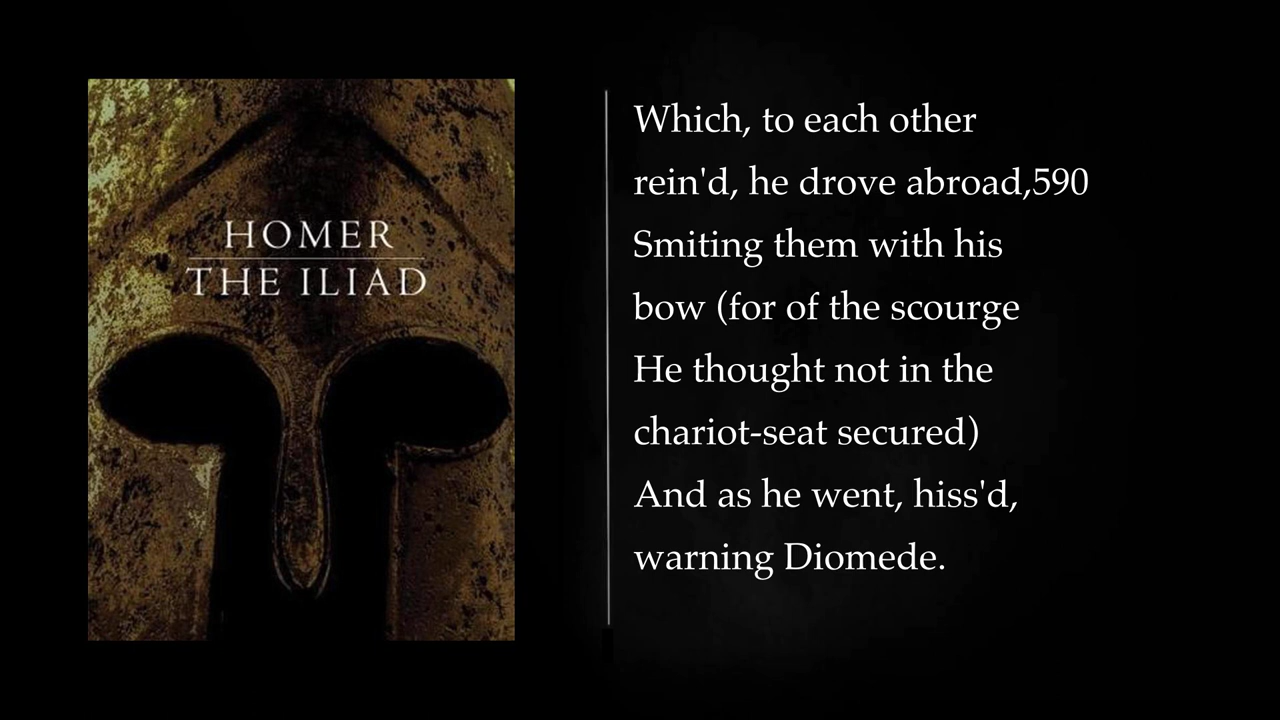 HOMER
THE ILIAD
Which, to each other
rein'd, he drove abroad,590
Smiting them with his
bow (for of the scourge
He thought not in the
chariot-seat secured)
And as he went, hiss'd,
warning Diomede.